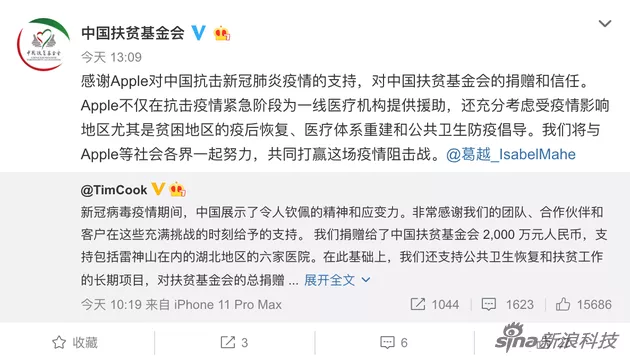 中国扶贫基金会
今天 13:09
感谢Apple对中国抗击新冠肺炎疫情的支持，对中国扶贫基金会的捐赠和信任。
Apple不仅在抗击疫情紧急阶段为一线医疗机构提供援助，还充分考虑受疫情影响
地区尤其是贫困地区的疫后恢复、医疗体系重建和公共卫生防疫倡导。我们将与
Apple等社会各界一起努力，共同打赢这场疫情阻击战。@葛越_IsabelMahe
@TimCook
新冠病毒疫情期间，中国展示了令人钦佩的精神和应变力。非常感谢我们的团队、合作伙伴和
客户在这些充满挑战的时刻给予的支持。 我们捐赠给了中国扶贫基金会 2,000 万元人民币，支
持包括雷神山在内的湖北地区的六家医院。在此基础上，我们还支持公共卫生恢复和扶贫工作
的长期项目，对扶贫基金会的总捐赠 ... 展开全文
今天 10:19 来自 iPhone 11 Pro Max 1044 1623 15686
收藏 3 6
sina 新浪科技